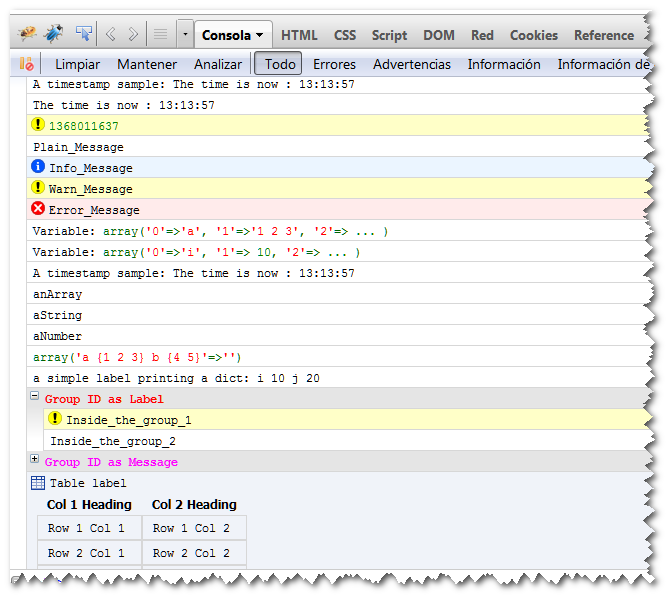 Consola HTML CSS Script DOM Red Cookies Reference
Limpiar Mantener Analizar Todo Errores Advertencias Información Información de
A timestamp sample: The time is now : 13:13:57
The time is now : 13:13:57
1368011637
Plain_Message
Info_Message
Warn_Message
Error_Message
Variable: array('0'=>'a', '1'=>'1 2 3', '2'=> ... )
Variable: array('0'=>'i', '1'=> 10, '2'=> ... )
A timestamp sample: The time is now : 13:13:57
anArray
aString
aNumber
array('a {1 2 3} b {4 5}'=>'')
a simple label printing a dict: i 10 j 20
Group ID as Label
Inside_the_group_1
Inside_the_group_2
Group ID as Message
Table label
Col 1 Heading Col 2 Heading
Row 1 Col 1 Row 1 Col 2
Row 2 Col 1 Row 2 Col 2